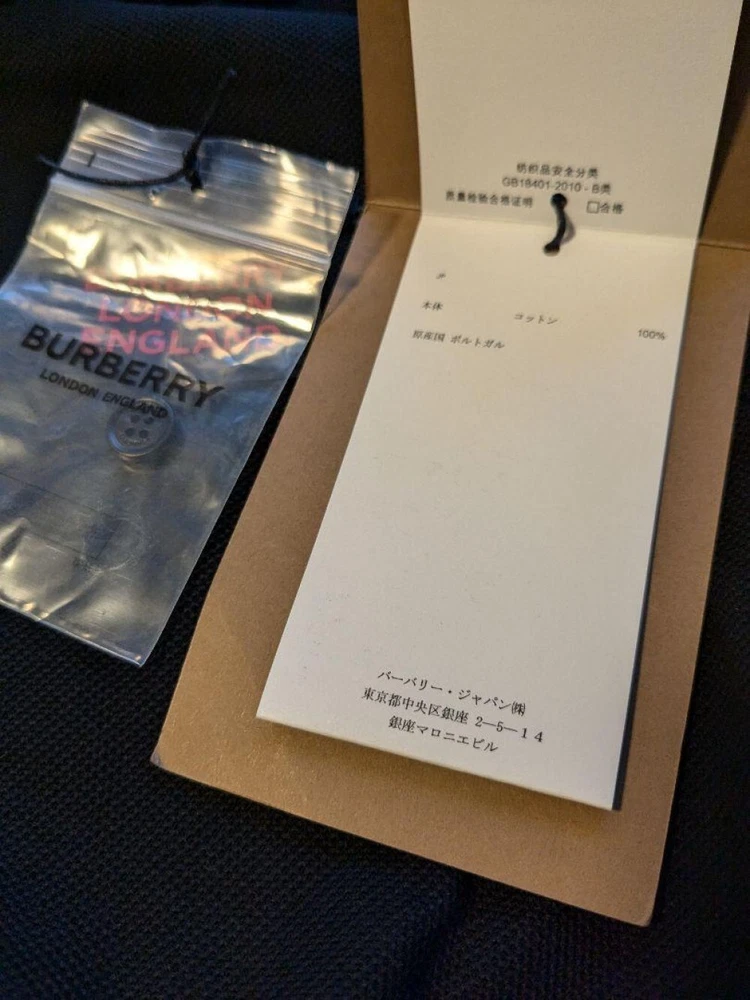 LONDON
ENGLAND
BURBERRY
LONDON ENGLAND
纺织品安全分类
GB18401-2010 - B类
质量检验合格证明 □合格
本体 コットン 100%
原産国 ポルトガル
バーバリー・ジャパン㈱
東京都中央区銀座 2—5—14
銀座マロニエビル